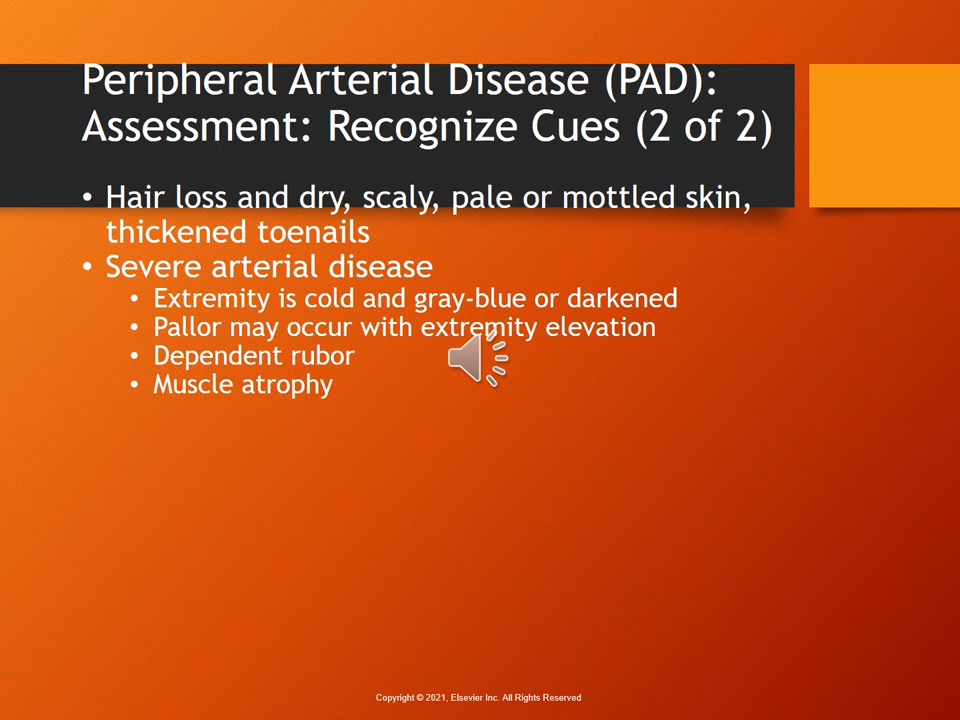 Peripheral Arterial Disease (PAD):
Assessment: Recognize Cues (2 of 2)
• Hair loss and dry, scaly, pale or mottled skin,
thickened toenails
• Severe arterial disease
• Extremity is cold and gray-blue or darkened
• Pallor may occur with extremity elevation
• Dependent rubor
• Muscle atrophy
Copyright © 2021, Elsevier Inc. All Rights Reserved